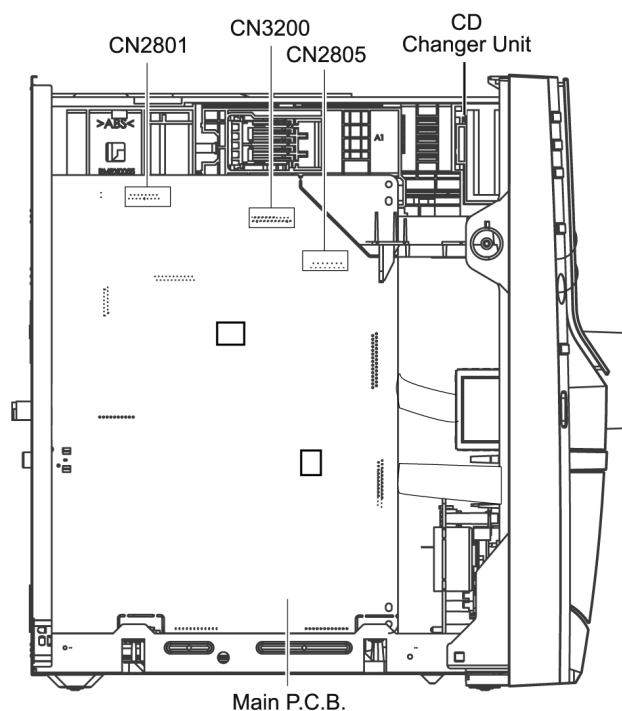 CN2801
CN3200
CN2805
CD
Changer Unit
>ABS<
A1
Main P.C.B.